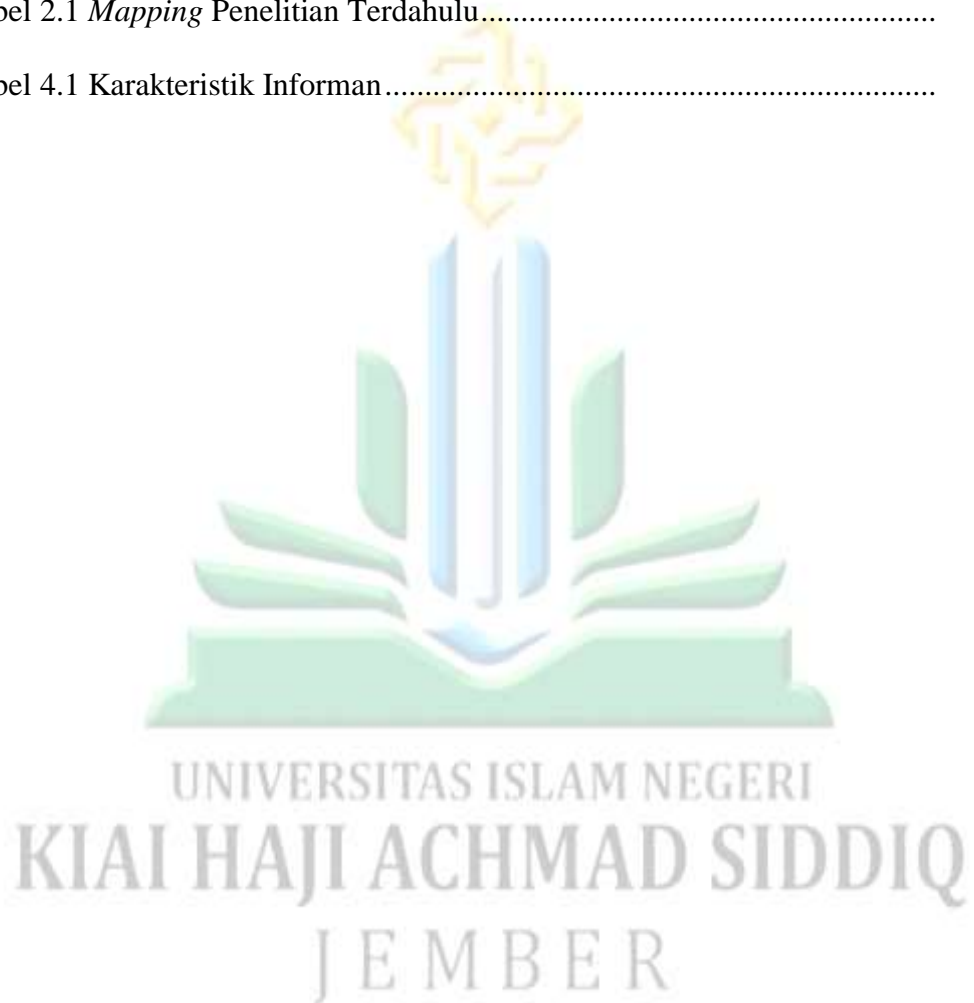 bel 2.1 Mapping Penelitian Terdahulu........................................................
bel 4.1 Karakteristik Informan....................................................................
UNIVERSITAS ISLAM NEGERI
KIAI HAJI ACHMAD SIDDIQ
JEMBER